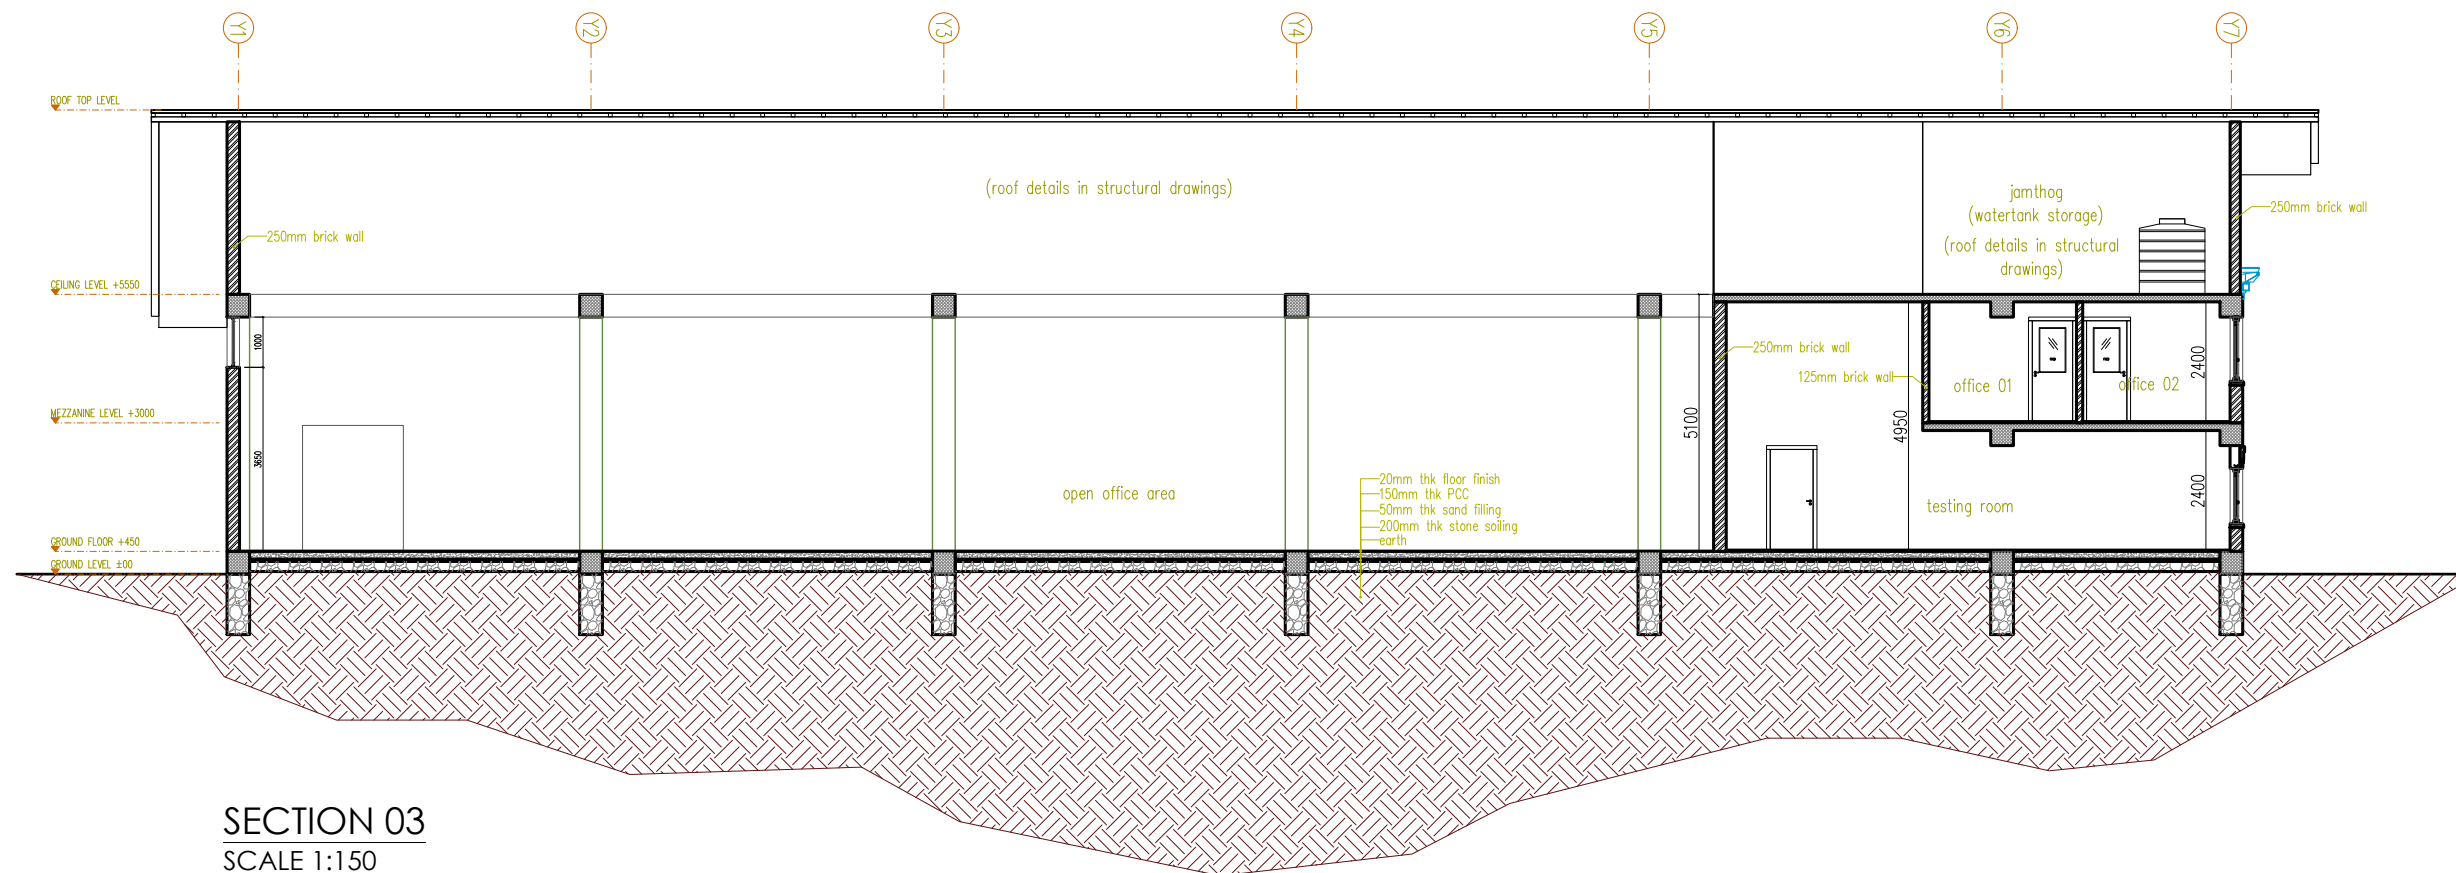 Y1
Y2
Y3
Y4
Y5
Y6
Y7
ROOF TOP LEVEL
(roof details in structural drawings)
jamthog
(watertank storage)
(roof details in structural
drawings)
250mm brick wall
250mm brick wall
CEILING LEVEL +5550
1000
250mm brick wall
125mm brick wall
office 01
office 02
2400
MEZZANINE LEVEL +3000
5100
4950
3650
open office area
20mm thk floor finish
150mm thk PCC
50mm thk sand filling
200mm thk stone soiling
earth
testing room
2400
GROUND FLOOR +450
GROUND LEVEL ±00
SECTION 03
SCALE 1:150